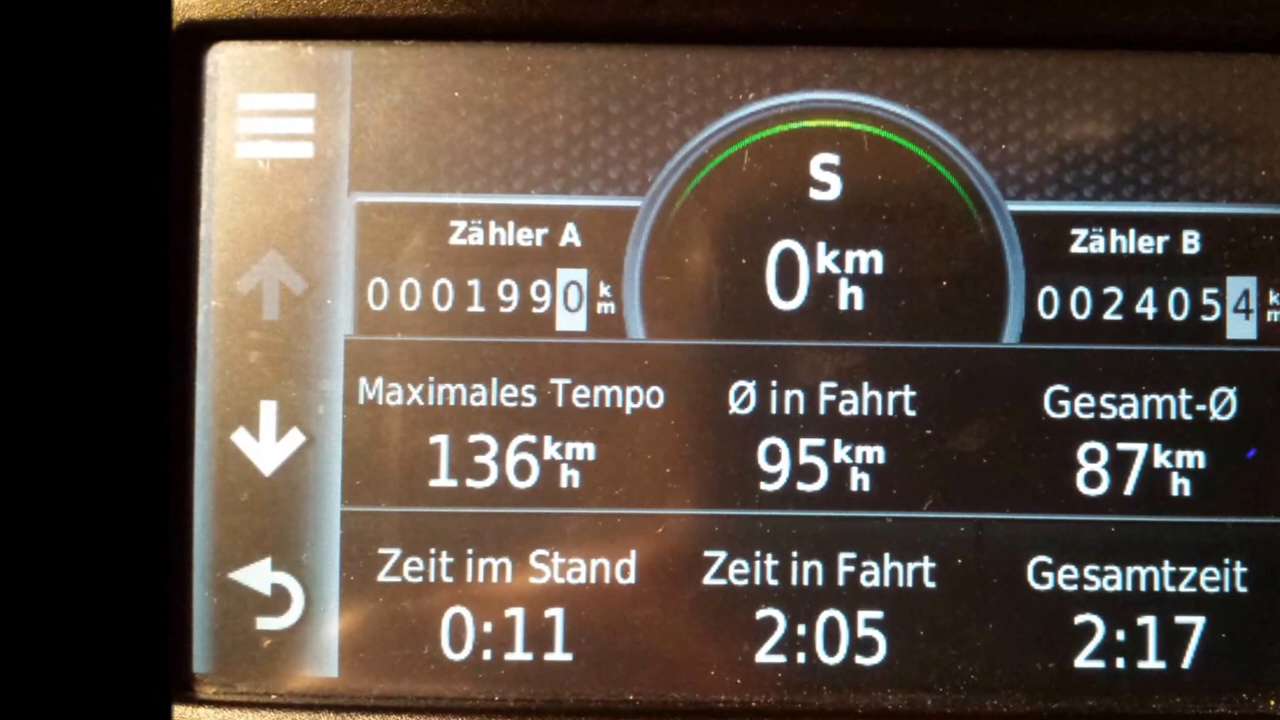 S
Zähler A
0001990 km
0 km h
Zähler B
0024054 km
Maximales Tempo
Ø in Fahrt
Gesamt-Ø
136 km h
95 km h
87 km h
Zeit im Stand
Zeit in Fahrt
Gesamtzeit
0:11
2:05
2:17